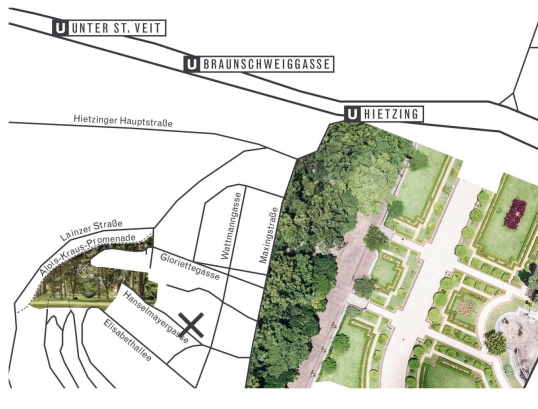 U UNTER ST. VEIT
U BRAUNSCHWEIGGASSE
U HIETZING
Hietzinger Hauptstraße
Lainzer Straße
Alois-Kraus-Promenade
Gloriettegasse
Wattmanngasse
Maxingstraße
Hanselmayergasse
Elisabethallee